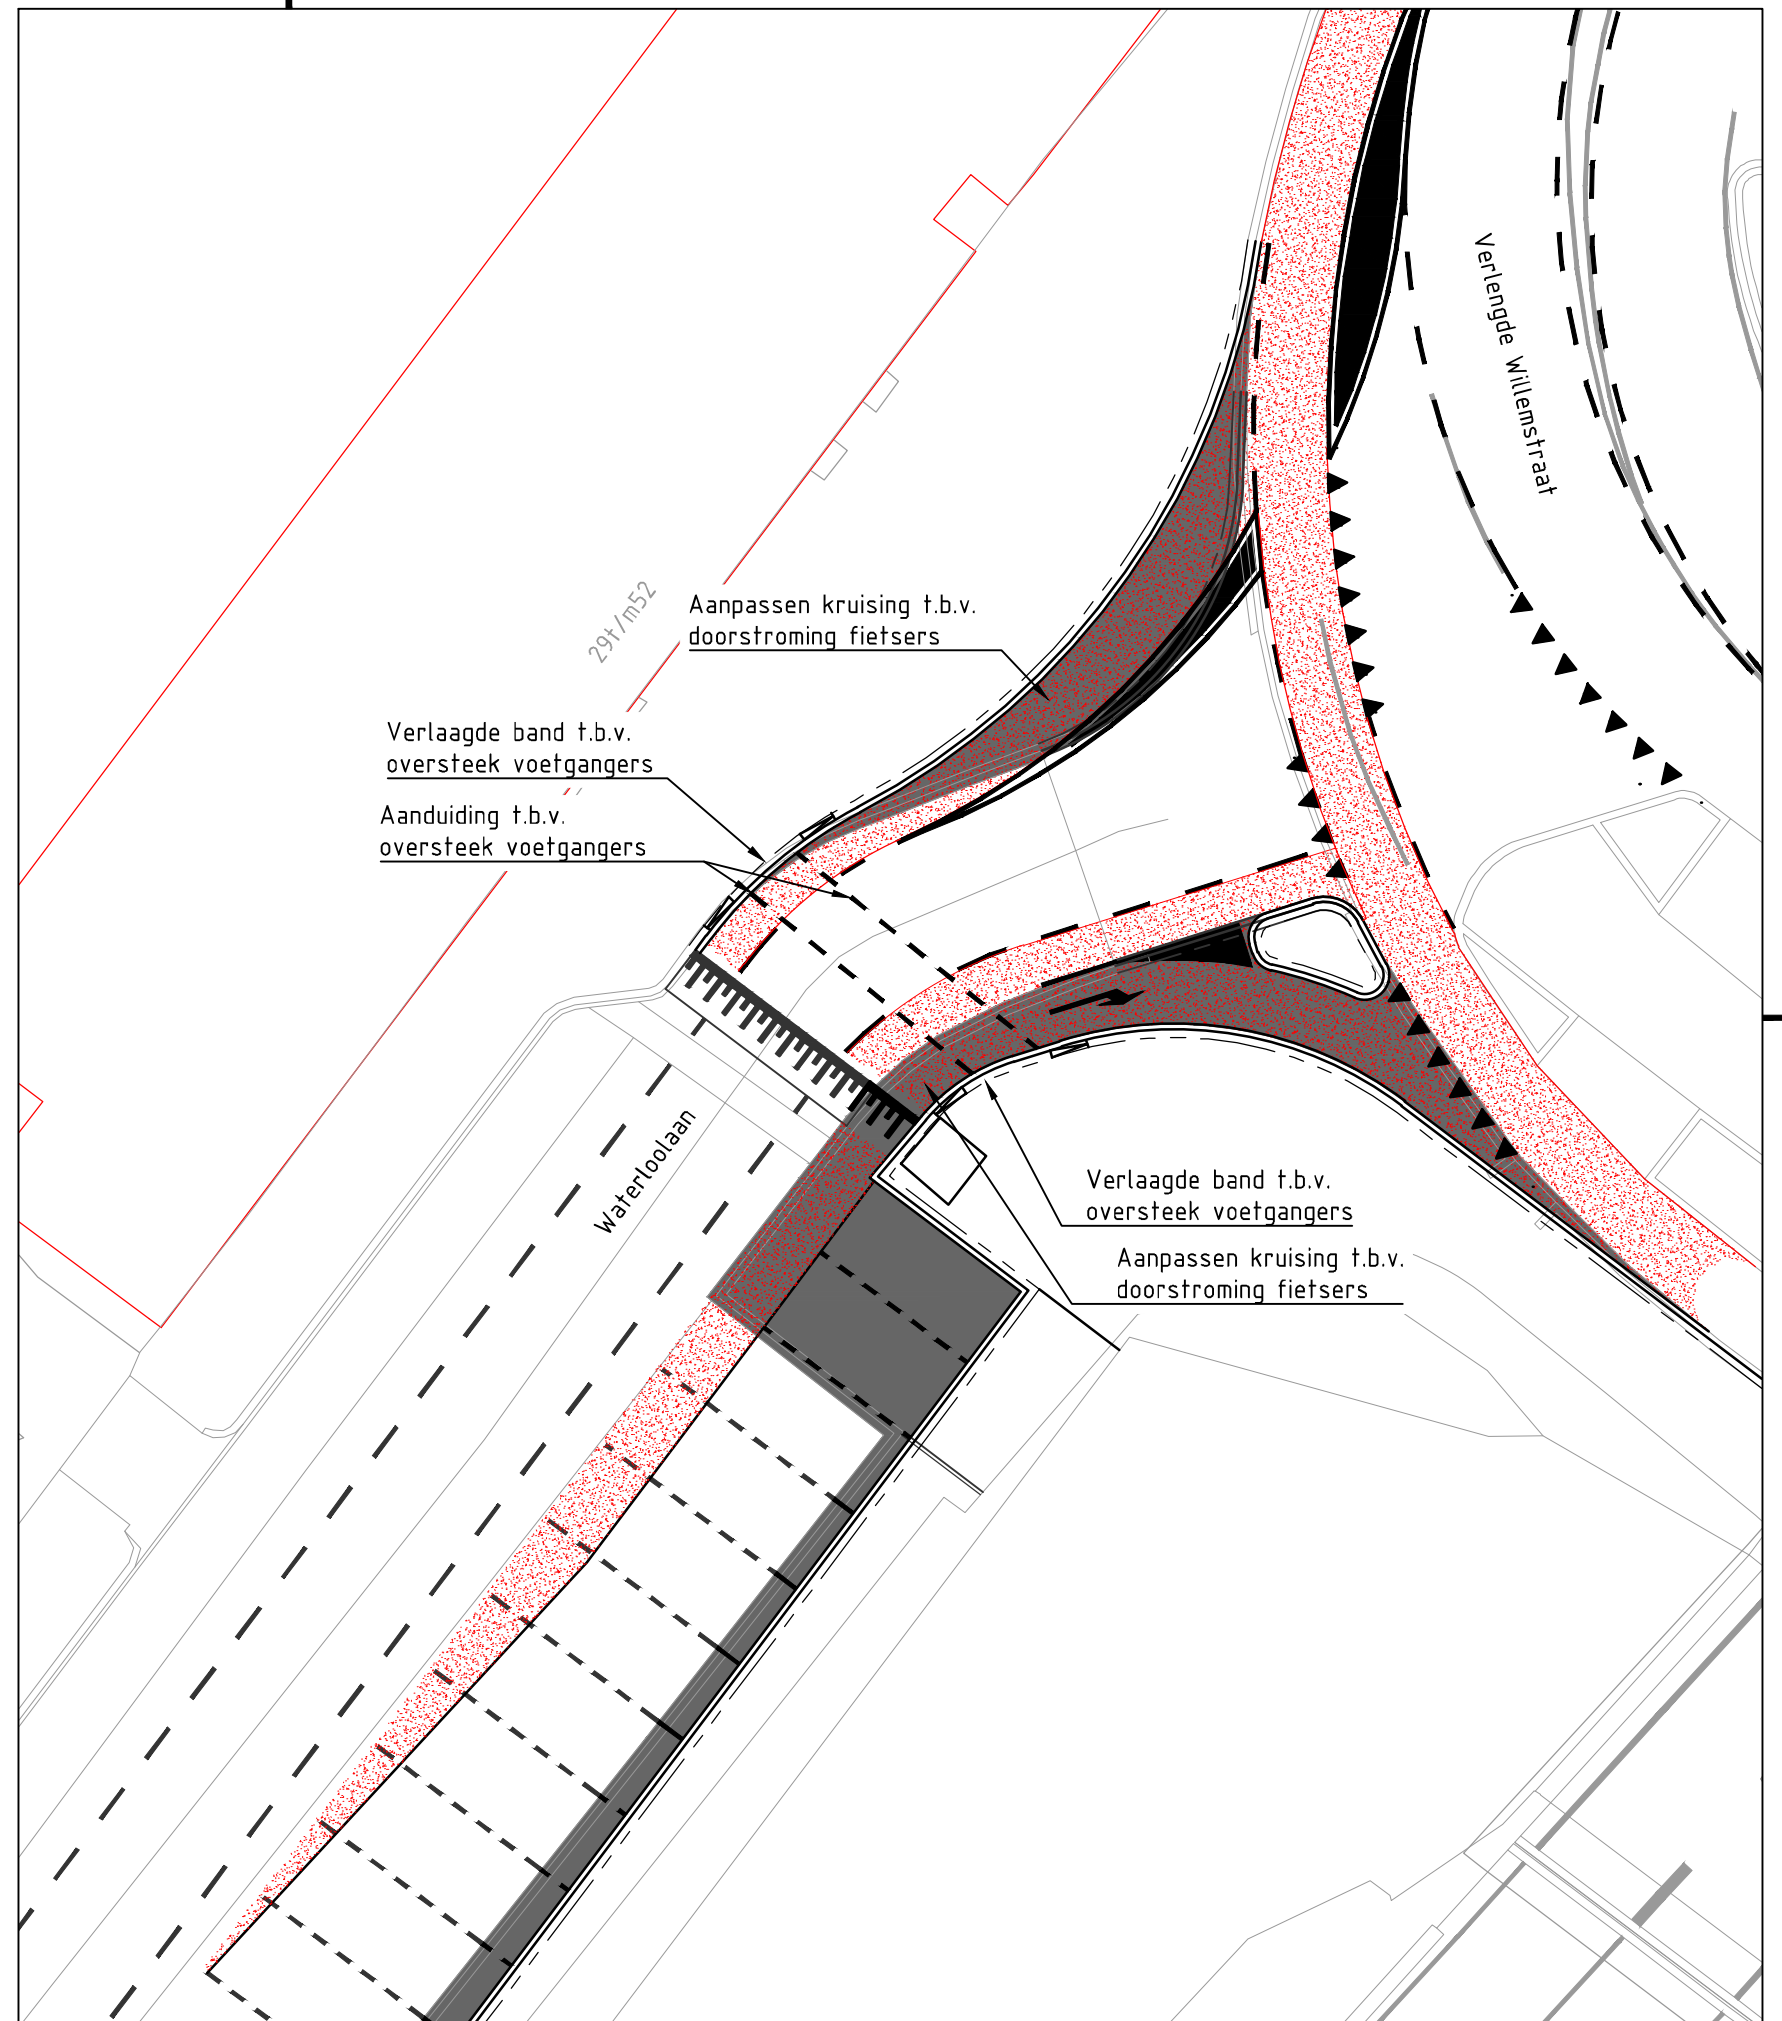 Verlengde Willemstraat
29t/m52
Aanpassen kruising t.b.v.
doorstroming fietsers
Verlaagde band t.b.v.
oversteek voetgangers
Aanduiding t.b.v.
oversteek voetgangers
Waterloolaan
Verlaagde band t.b.v.
oversteek voetgangers
Aanpassen kruising t.b.v.
doorstroming fietsers